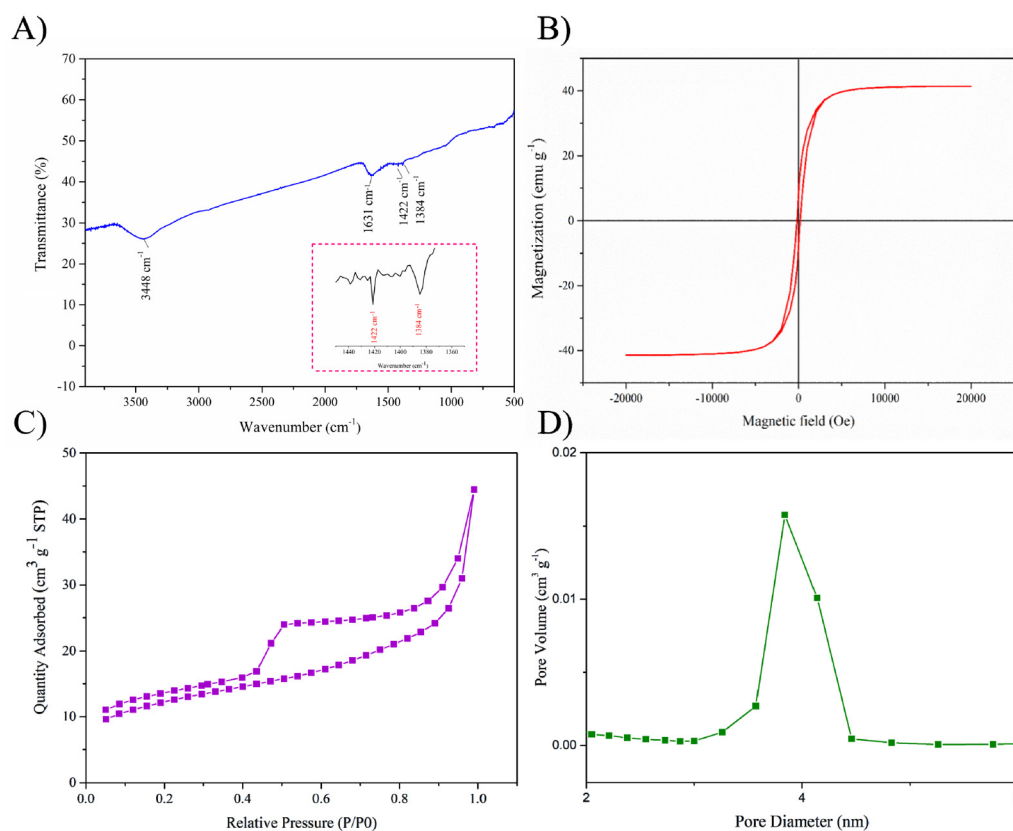 A)
70
60
50
40
30
20
10
0
-10
Transmittance (%)
3448 cm-1
1631 cm-1
1422 cm-1
1384 cm-1
1422 cm-1
1384 cm-1
1440 1420 1400 1380 1360
Wavenumber (cm-1)
3500 3000 2500 2000 1500 1000 500
Wavenumber (cm-1)
B)
40
20
0
-20
-40
Magnetization (emu g-1)
-20000 -10000 0 10000 20000
Magnetic field (Oe)
C)
50
40
30
20
10
0
Quantity Adsorbed (cm3 g-1 STP)
0.0 0.2 0.4 0.6 0.8 1.0
Relative Pressure (P/P0)
D)
0.02
0.01
0.00
Pore Volume (cm3 g-1)
2 4
Pore Diameter (nm)